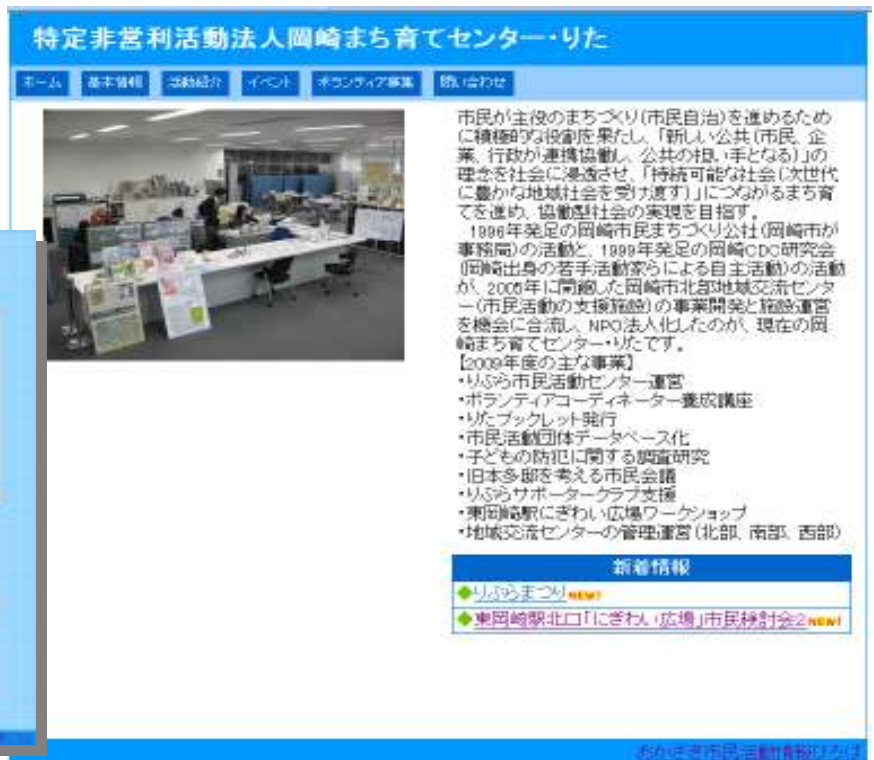 特定非営利活動法人岡崎まち育てセンター・りた
ホーム 基本情報 活動紹介 イベント ボランティア募集 問い合わせ
市民が主役のまちづくり(市民自治)を進めるため
に積極的な役割を果たし、「新しい公共(市民、企
業、行政が連携協働し、公共の担い手となる)」の
理念を社会に浸透させ、「持続可能な社会(次世代
に豊かな地域社会を受け渡す)」につながるまち育
てを進め、協働型社会の実現を目指す。
1996年発足の岡崎市民まちづくり公社(岡崎市が
事務局)の活動と、1999年発足の岡崎CDC研究会
(岡崎出身の若手活動家らによる自主活動)の活動
が、2005年に開館した岡崎市北部地域交流センタ
ー(市民活動の支援施設)の事業開発と施設運営
を機会に合流し、NPO法人化したのが、現在の岡
崎まち育てセンター・りたです。
【2009年度の主な事業】
・りぶら市民活動センター運営
・ボランティアコーディネーター養成講座
・りたブックレット発行
・市民活動団体データベース化
・子どもの防犯に関する調査研究
・旧本多邸を考える市民会議
・りぶらサポータークラブ支援
・東岡崎駅にぎわい広場ワークショップ
・地域交流センターの管理運営(北部、南部、西部)
新着情報
◆りぶらまつりNEW!
◆東岡崎駅北口「にぎわい広場」市民検討会2NEW!
おかざき市民活動情報ひろば